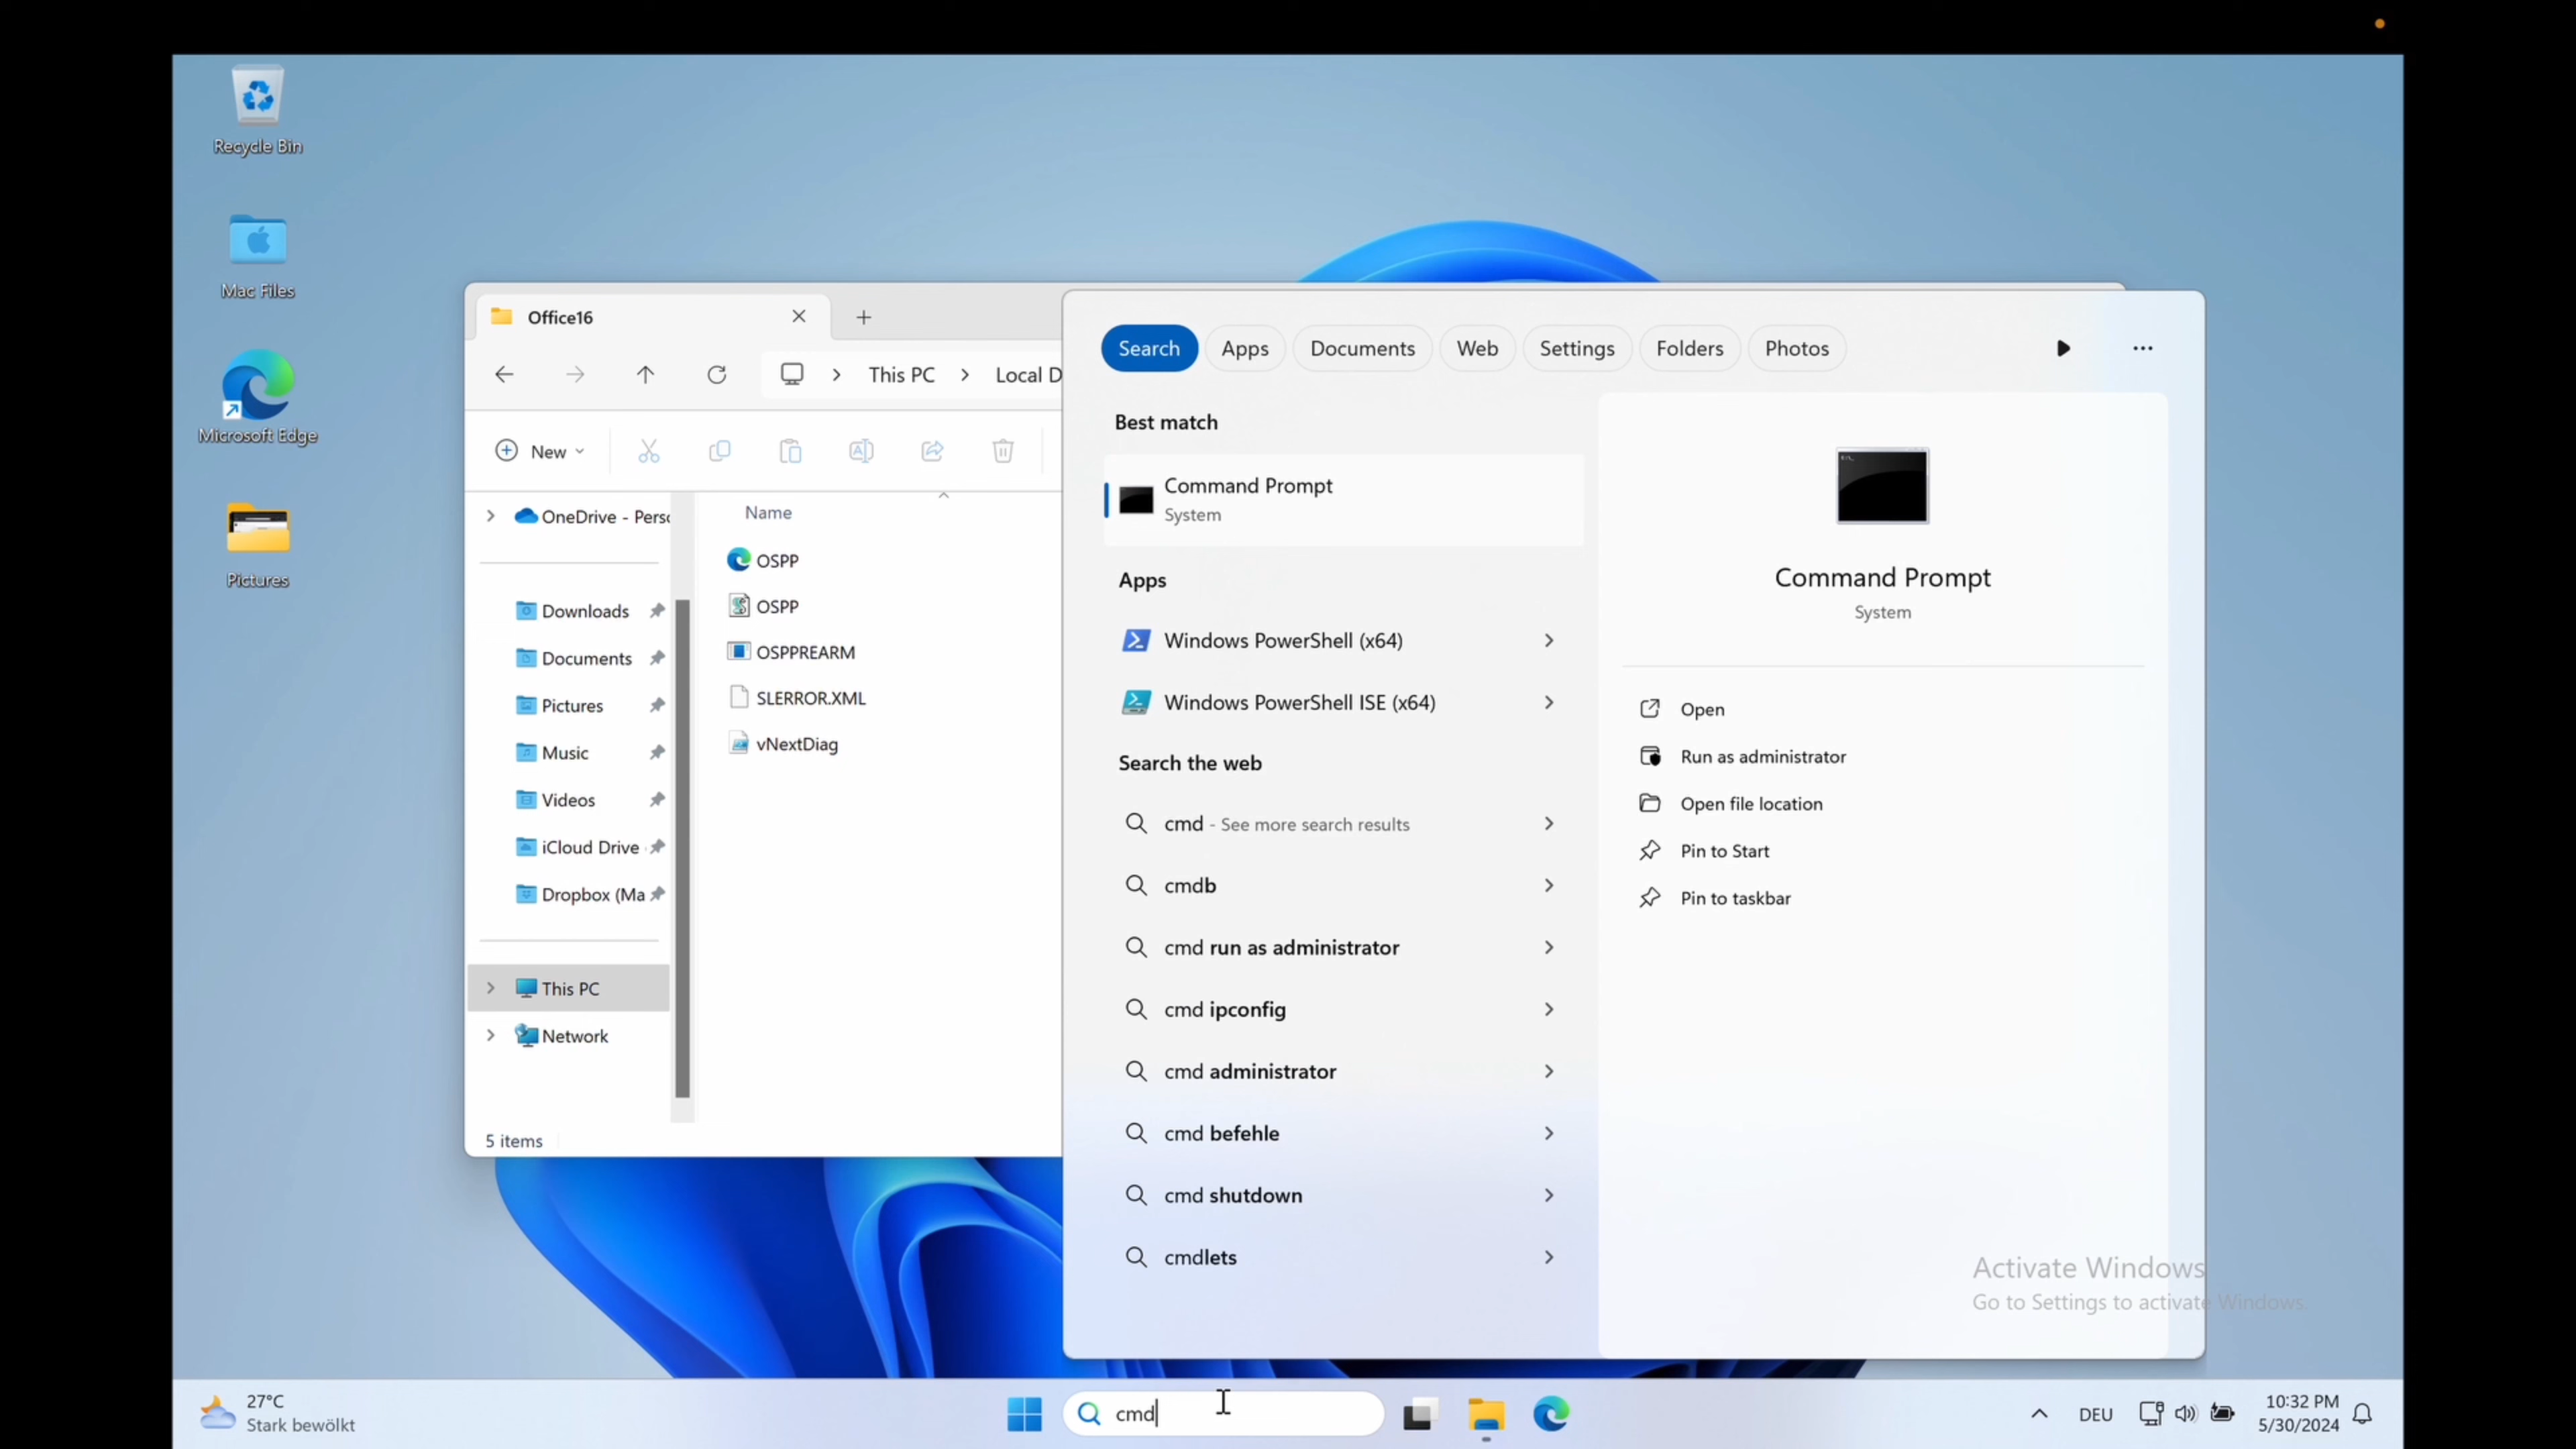 Recycle Bin
Mac Files
Microsoft Edge
Pictures
Office16
This PC
Local D
New
OneDrive - Perso
Downloads
Documents
Pictures
Music
Videos
iCloud Drive
Dropbox (Ma
This PC
Network
5 items
Name
OSPP
OSPP
OSPPREARM
SLERROR.XML
vNextDiag
Search Apps Documents Web Settings Folders Photos
Best match
Command Prompt
System
Apps
Windows PowerShell (x64)
Windows PowerShell ISE (x64)
Search the web
cmd - See more search results
cmdb
cmd run as administrator
cmd ipconfig
cmd administrator
cmd befehle
cmd shutdown
cmdlets
Command Prompt
System
Open
Run as administrator
Open file location
Pin to Start
Pin to taskbar
Activate Windows
Go to Settings to activate Windows.
27°C
Stark bewölkt
cmd
DEU
10:32 PM
5/30/2024